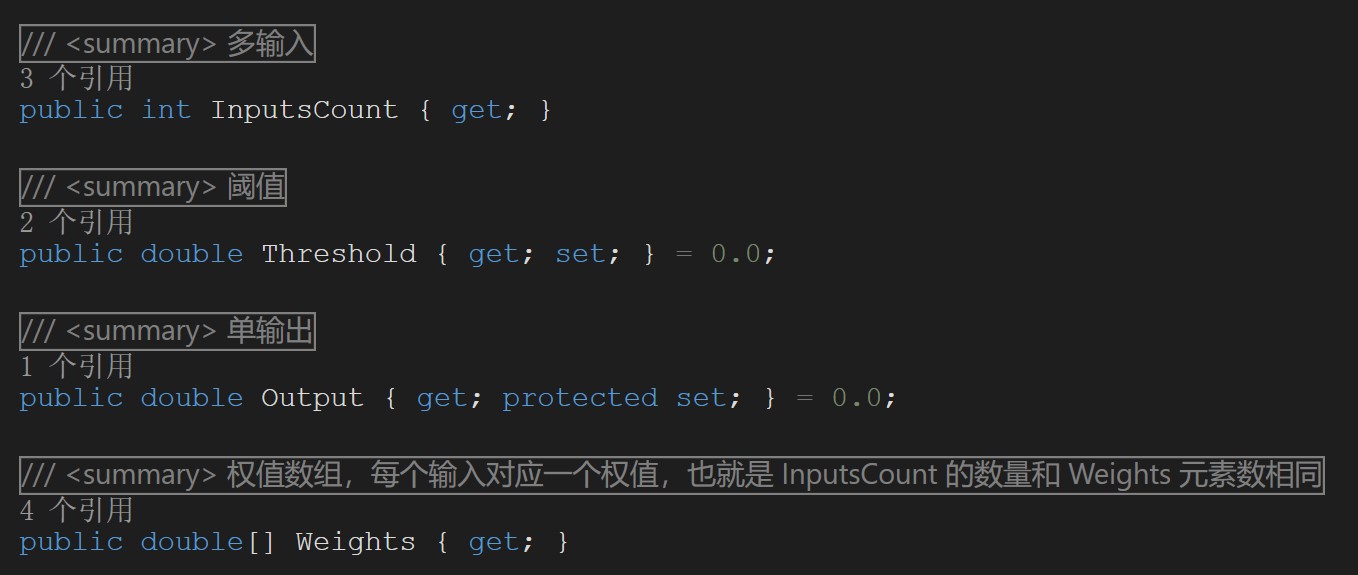 /// <summary> 多输入
3 个引用
public int InputsCount { get; }
/// <summary> 阈值
2 个引用
public double Threshold { get; set; } = 0.0;
/// <summary> 单输出
1 个引用
public double Output { get; protected set; } = 0.0;
/// <summary> 权值数组，每个输入对应一个权值，也就是 InputsCount 的数量和 Weights 元素数相同
4 个引用
public double[] Weights { get; }